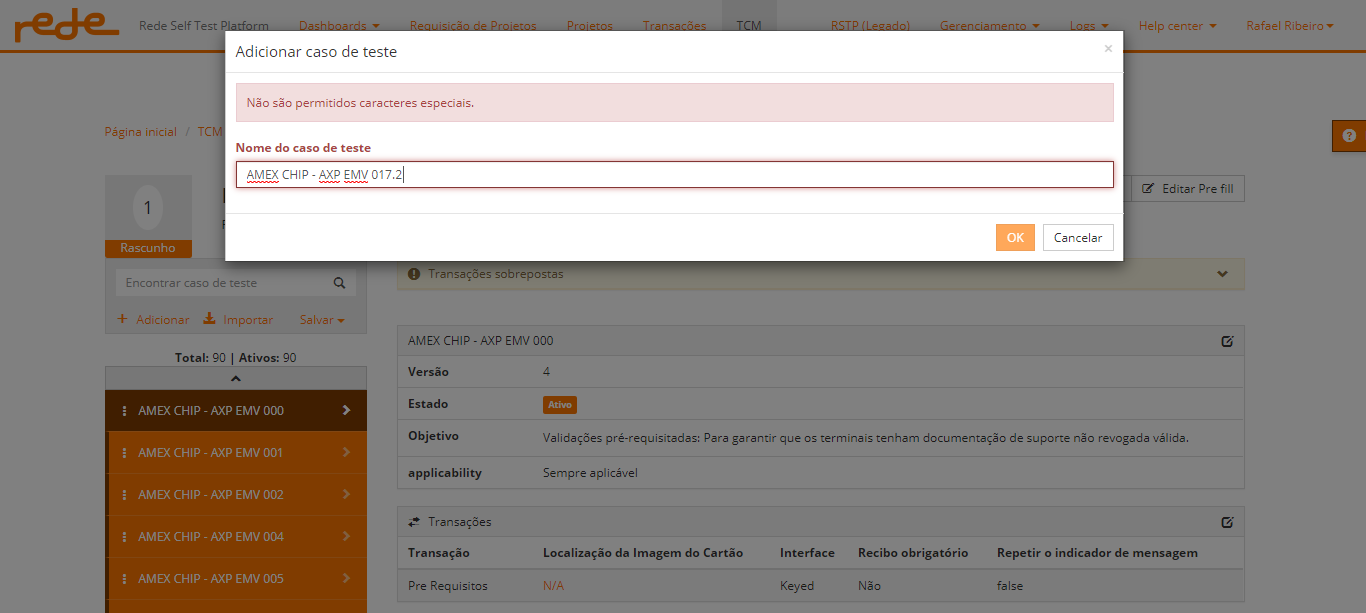 rede Rede Self Test Platform Dashboards Requisição de Projetos Projetos Transações TCM RSTP (Legado) Gerenciamento Logs Help center Rafael Ribeiro
Adicionar caso de teste ×
Não são permitidos caracteres especiais.
Nome do caso de teste
AMEX CHIP - AXP EMV 017.2
OK Cancelar
Página inicial / TCM
1
Rascunho
Editar Pre fill
Encontrar caso de teste
+ Adicionar Importar Salvar
Total: 90 | Ativos: 90
AMEX CHIP - AXP EMV 000
AMEX CHIP - AXP EMV 001
AMEX CHIP - AXP EMV 002
AMEX CHIP - AXP EMV 004
AMEX CHIP - AXP EMV 005
Transações sobrepostas
AMEX CHIP - AXP EMV 000
Versão 4
Estado Ativo
Objetivo Validações pré-requisitadas: Para garantir que os terminais tenham documentação de suporte não revogada válida.
applicability Sempre aplicável
Transações
Transação Localização da Imagem do Cartão Interface Recibo obrigatório Repetir o indicador de mensagem
Pre Requisitos N/A Keyed Não false